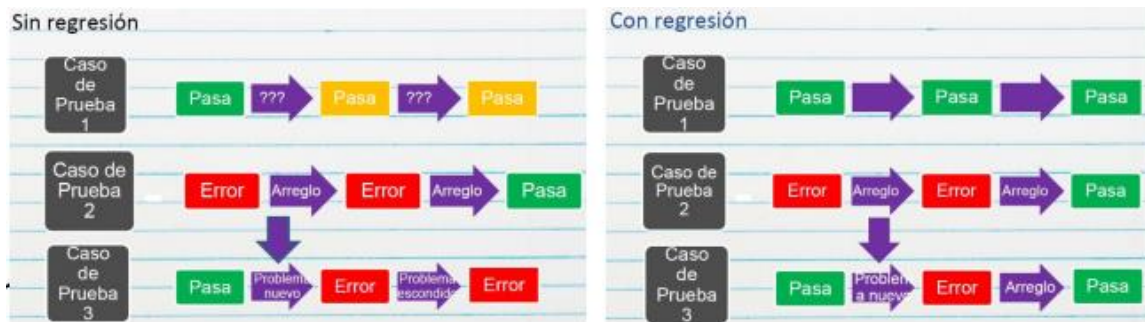 Sin regresión
Caso
de
Prueba
1
Pasa
???
Pasa
???
Pasa
Caso de
Prueba
2
Error
Arreglo
Error
Arreglo
Pasa
Caso
de
Prueba
3
Pasa
Problema
nuevo
Error
Problema
escondido
Error
Con regresión
Caso
de
Prueba
1
Pasa
Pasa
Pasa
Caso de
Prueba
2
Error
Arreglo
Error
Arreglo
Pasa
Caso
de
Prueba
3
Pasa
Problem
a nuevo
Error
Arreglo
Pasa